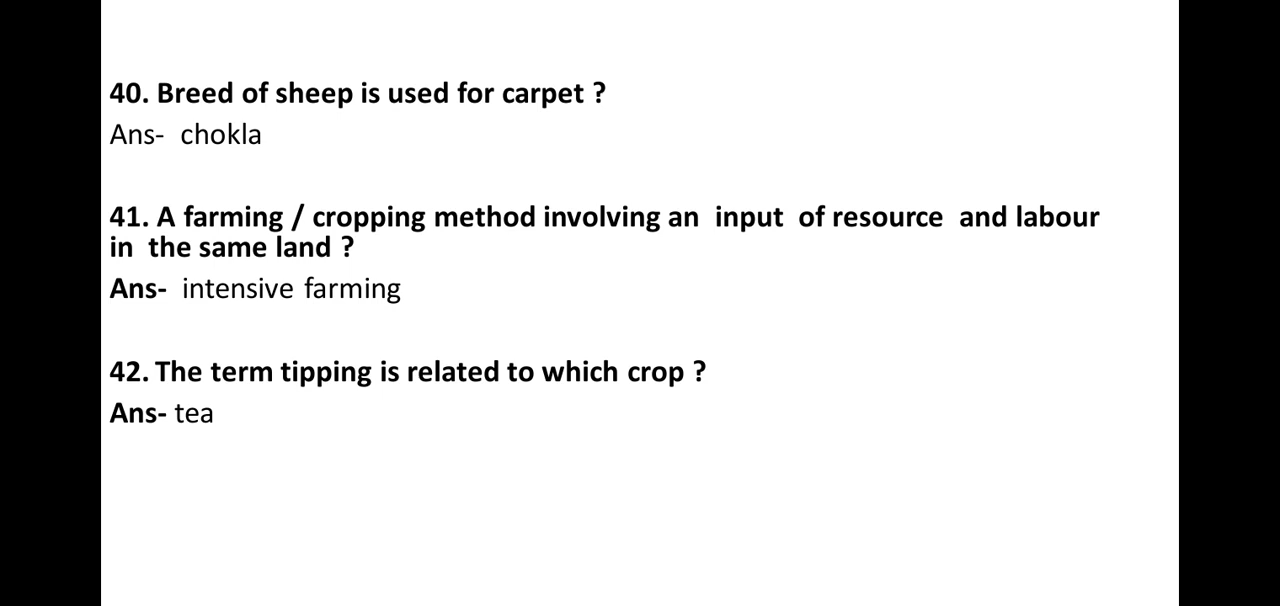 40. Breed of sheep is used for carpet ?
Ans- chokla
41. A farming / cropping method involving an input of resource and labour
in the same land ?
Ans- intensive farming
42. The term tipping is related to which crop ?
Ans- tea